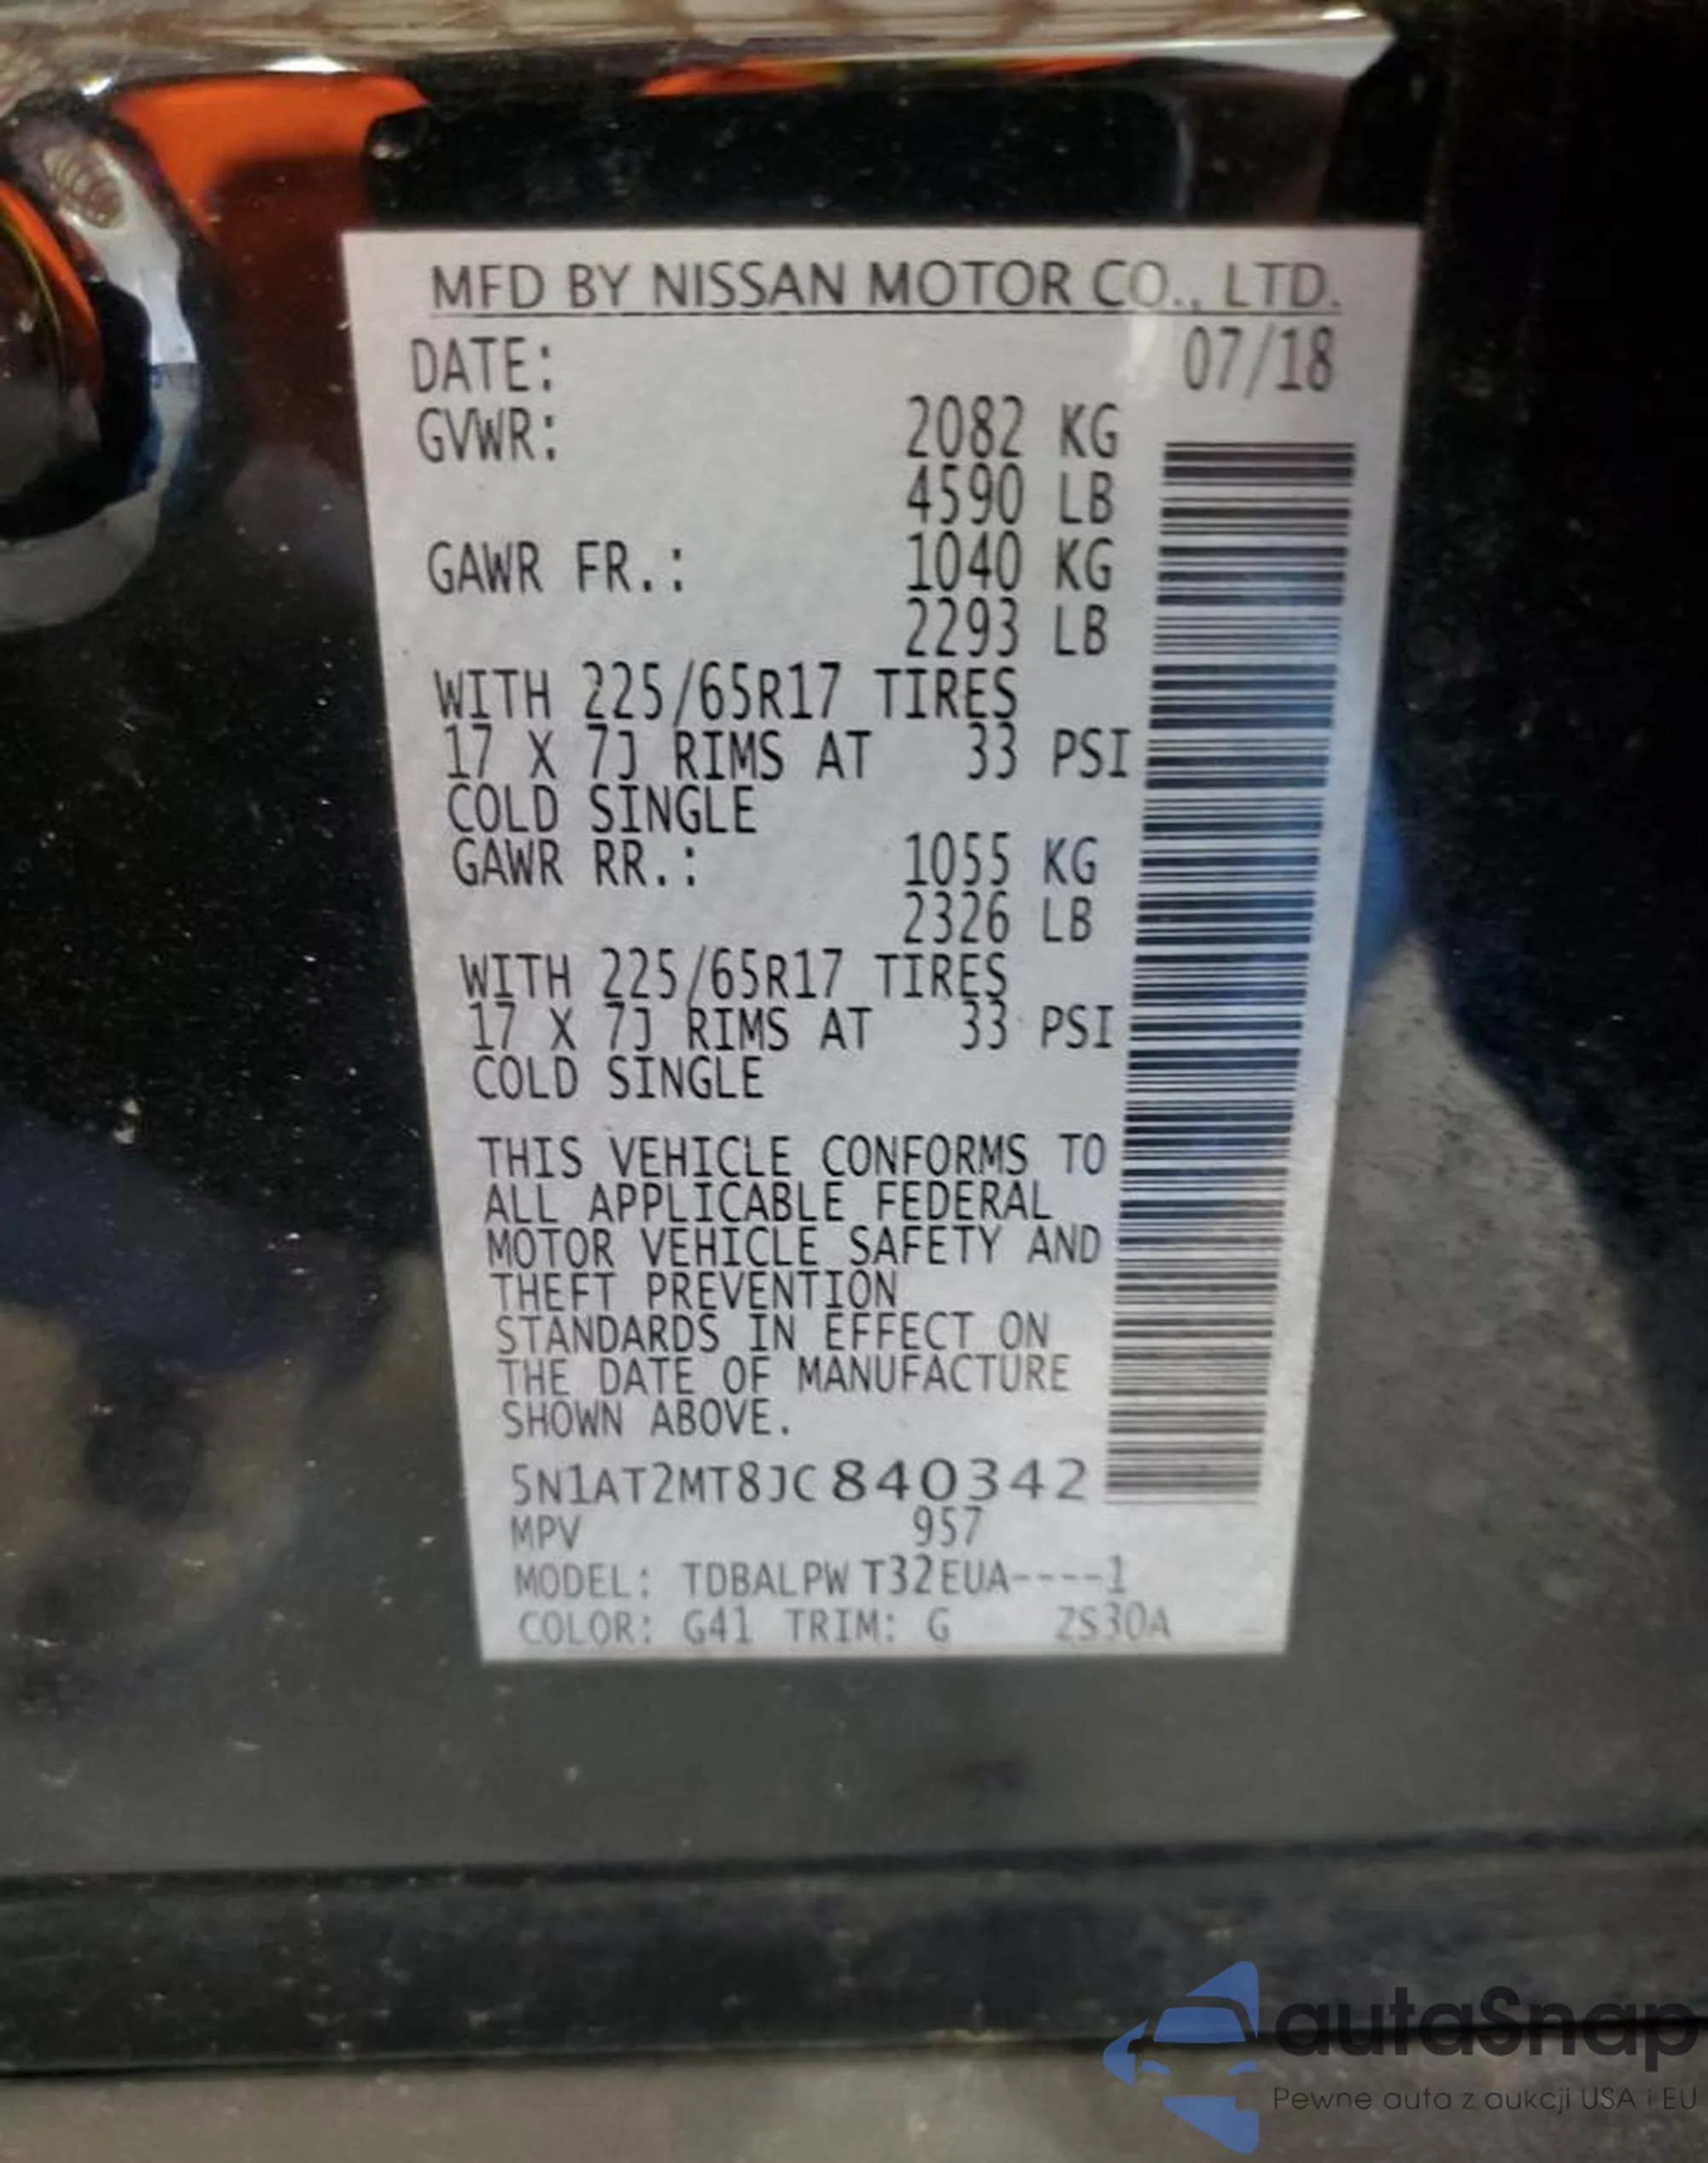 MFD BY NISSAN MOTOR CO., LTD.
DATE: 07/18
GVWR: 2082 KG
4590 LB
GAWR FR.: 1040 KG
2293 LB
WITH 225/65R17 TIRES
17 X 7J RIMS AT 33 PSI
COLD SINGLE
GAWR RR.: 1055 KG
2326 LB
WITH 225/65R17 TIRES
17 X 7J RIMS AT 33 PSI
COLD SINGLE
THIS VEHICLE CONFORMS TO
ALL APPLICABLE FEDERAL
MOTOR VEHICLE SAFETY AND
THEFT PREVENTION
STANDARDS IN EFFECT ON
THE DATE OF MANUFACTURE
SHOWN ABOVE.
5N1AT2MT8JC840342
MPV 957
MODEL: TDBALPW T32EUA----1
COLOR: G41 TRIM: G ZS30A
autaSnap
Pewne auta z aukcji USA i EU